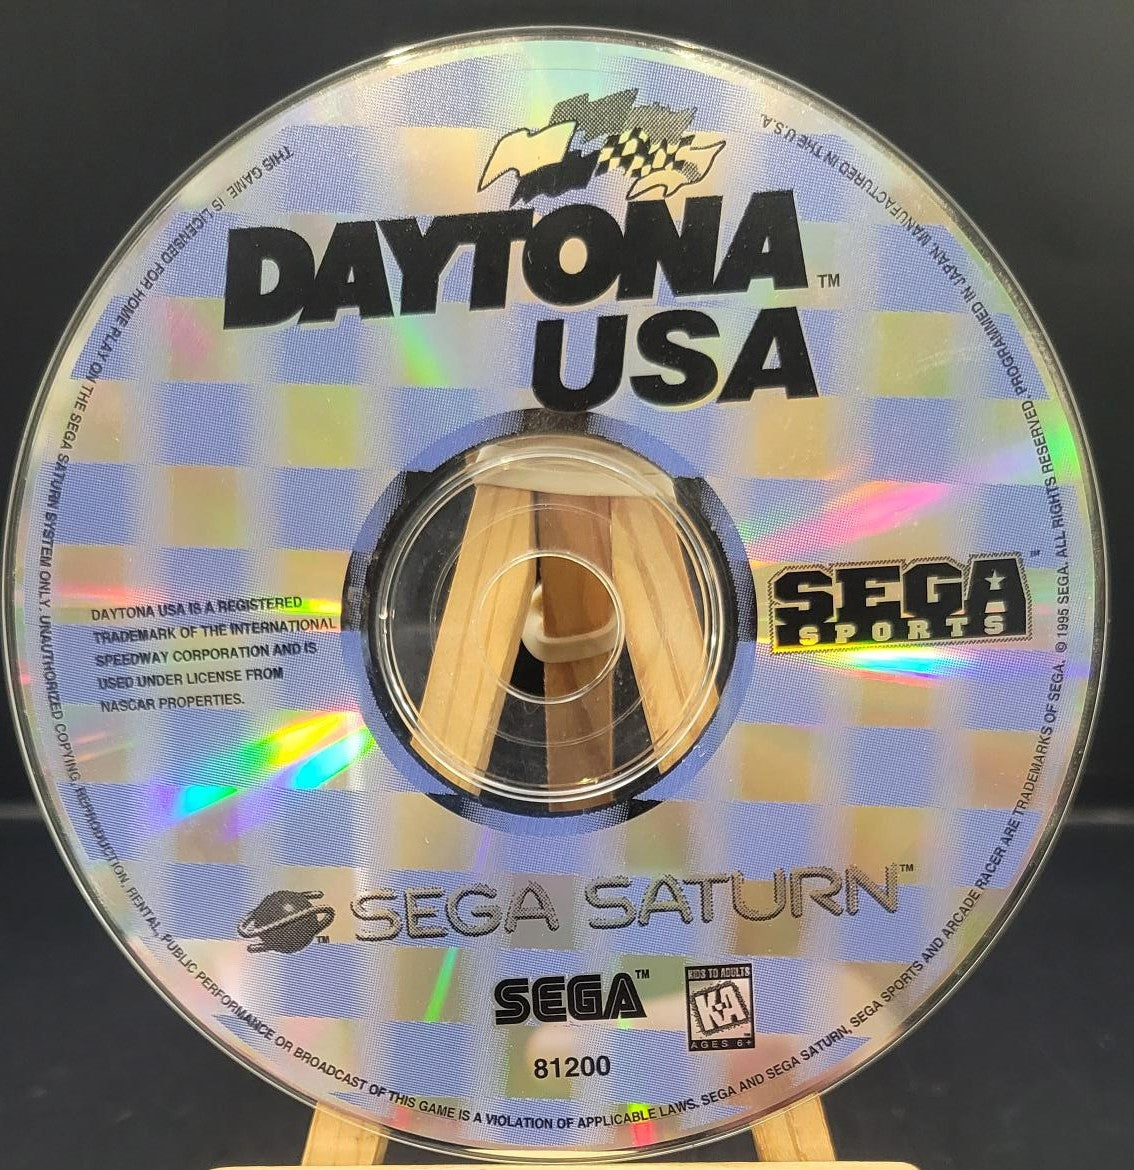 DAYTONA
USA™
SEGA™
SPORTS
DAYTONA USA IS A REGISTERED
TRADEMARK OF THE INTERNATIONAL
SPEEDWAY CORPORATION AND IS
USED UNDER LICENSE FROM
NASCAR PROPERTIES.
SEGA SATURN™
TM
SEGA™
KIDS TO ADULTS
K-A
AGES 6+
81200
THIS GAME IS LICENSED FOR HOME PLAY ON THE SEGA SATURN SYSTEM ONLY. UNAUTHORIZED COPYING, REPRODUCTION, RENTAL, PUBLIC PERFORMANCE OR BROADCAST OF THIS GAME IS A VIOLATION OF APPLICABLE LAWS. SEGA AND SEGA SATURN, SEGA SPORTS AND ARCADE RACER ARE TRADEMARKS OF SEGA. © 1995 SEGA. ALL RIGHTS RESERVED. PROGRAMMED IN JAPAN. MANUFACTURED IN THE U.S.A.